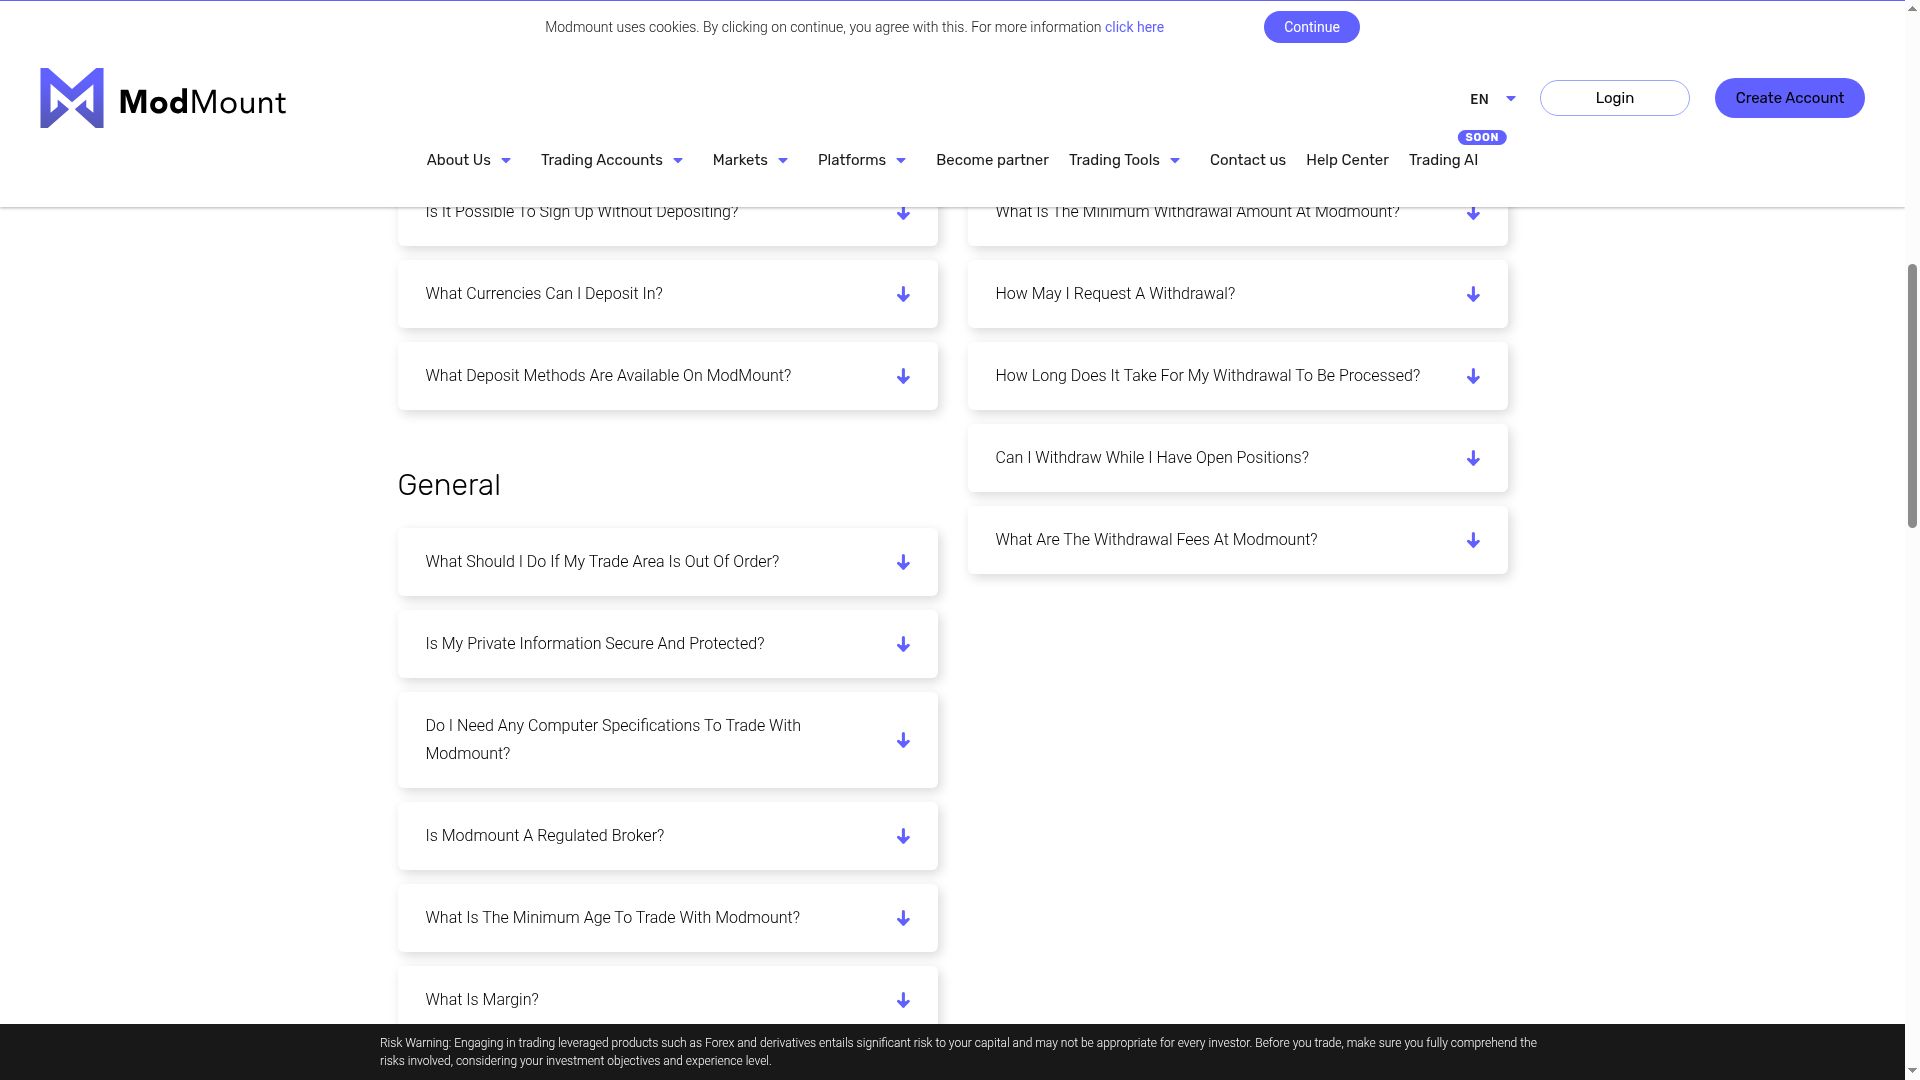 Modmount uses cookies. By clicking on continue, you agree with this. For more information click here
Continue
ModMount
EN
Login
Create Account
SOON
About Us
Trading Accounts
Markets
Platforms
Become partner
Trading Tools
Contact us
Help Center
Trading AI
Is It Possible To Sign Up Without Depositing?
What Currencies Can I Deposit In?
What Deposit Methods Are Available On ModMount?
General
What Should I Do If My Trade Area Is Out Of Order?
Is My Private Information Secure And Protected?
Do I Need Any Computer Specifications To Trade With
Modmount?
Is Modmount A Regulated Broker?
What Is The Minimum Age To Trade With Modmount?
What Is Margin?
What Is The Minimum Withdrawal Amount At Modmount?
How May I Request A Withdrawal?
How Long Does It Take For My Withdrawal To Be Processed?
Can I Withdraw While I Have Open Positions?
What Are The Withdrawal Fees At Modmount?
Risk Warning: Engaging in trading leveraged products such as Forex and derivatives entails significant risk to your capital and may not be appropriate for every investor. Before you trade, make sure you fully comprehend the
risks involved, considering your investment objectives and experience level.